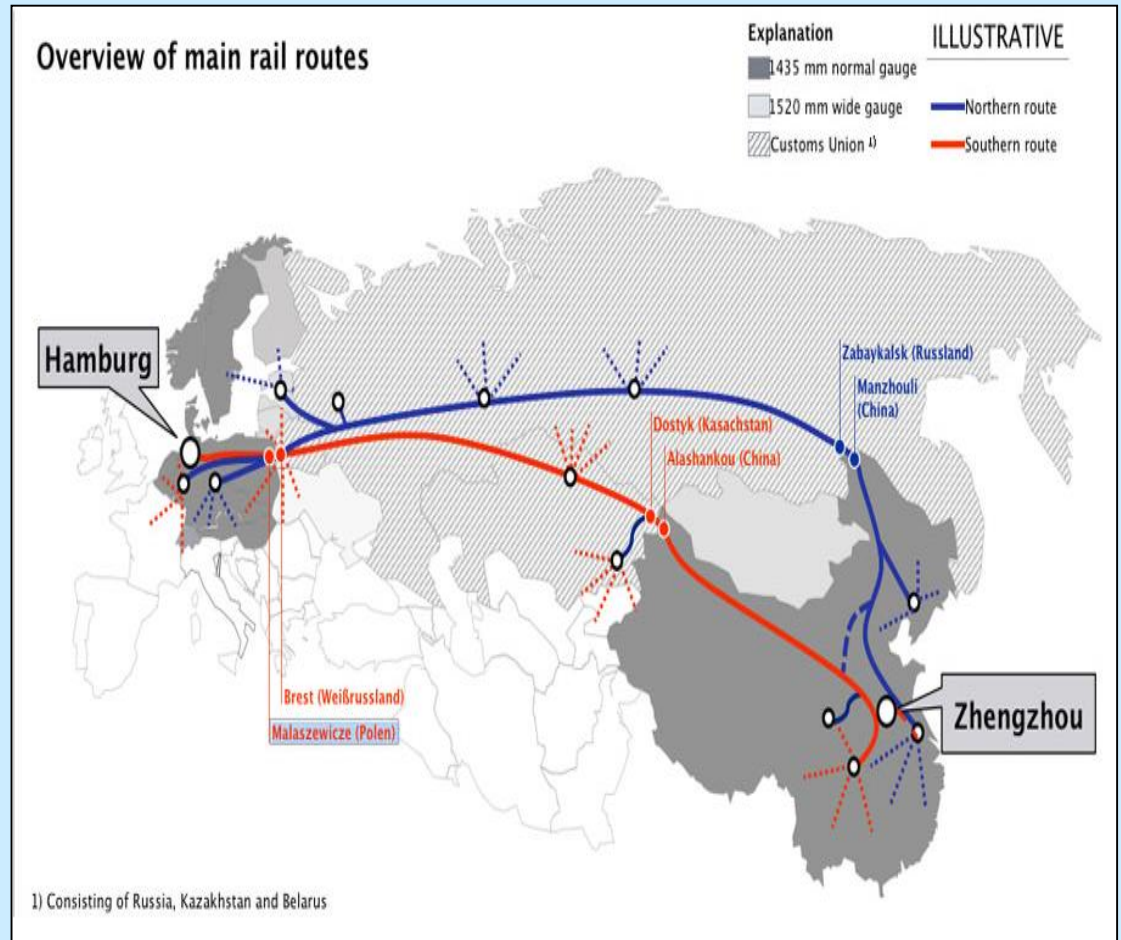 Overview of main rail routes
Explanation
ILLUSTRATIVE
1435 mm normal gauge
1520 mm wide gauge
Customs Union 1)
Northern route
Southern route
Hamburg
Zabaykalsk (Russland)
Manzhouli
(China)
Dostyk (Kasachstan)
Alashankou (China)
Brest (Weißrussland)
Malaszewicze (Polen)
Zhengzhou
1) Consisting of Russia, Kazakhstan and Belarus